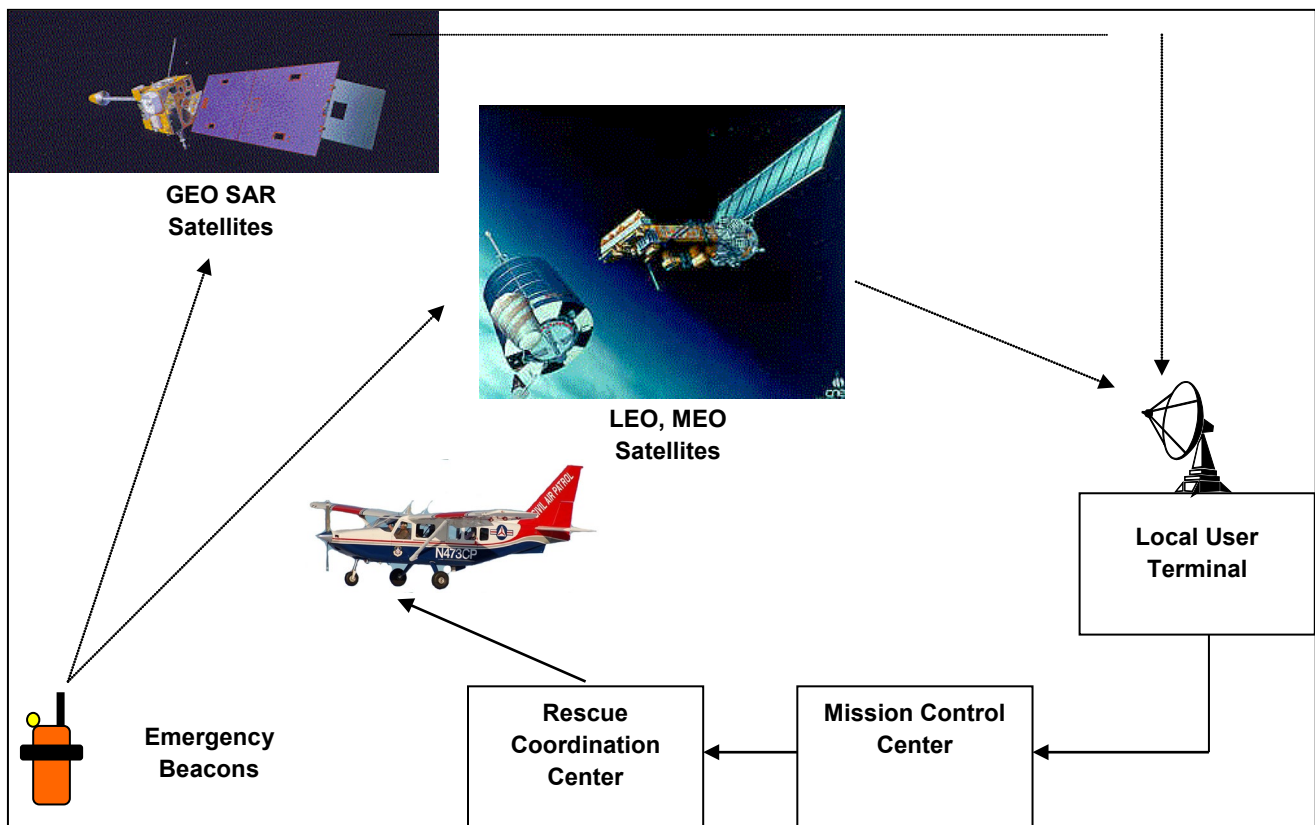 GEO SAR
Satellites
LEO, MEO
Satellites
CIVIL AIR PATROL
N473CP
Local User
Terminal
Rescue
Coordination
Center
Mission Control
Center
Emergency
Beacons